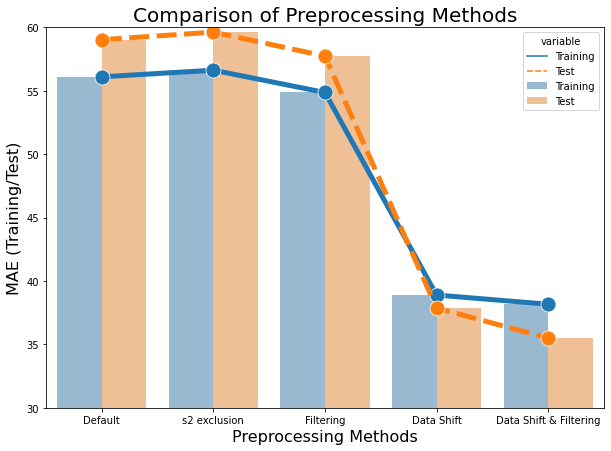 Comparison of Preprocessing Methods
60
55
50
45
40
35
30
MAE (Training/Test)
variable
Training
Test
Training
Test
Default
s2 exclusion
Filtering
Data Shift
Data Shift & Filtering
Preprocessing Methods